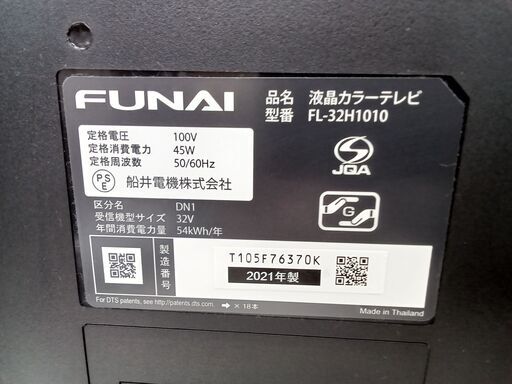 FUNAI
品名 液晶カラーテレビ
型番 FL-32H1010
定格電圧 100V
定格消費電力 45W
定格周波数 50/60Hz
PSE 船井電機株式会社
JQA
G
区分名 DN1
受信機型サイズ 32V
年間消費電力量 54kWh/年
製造番号
T105F76370K
2021年製
For DTS patents, see http://patents.dts.com. → × 18本
Made in Thailand